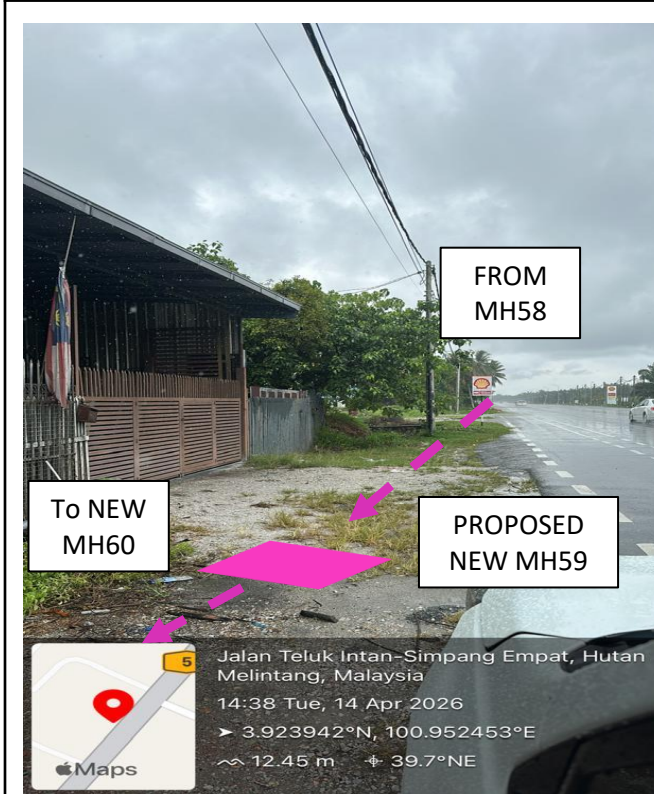 FROM
MH58
To NEW
MH60
PROPOSED
NEW MH59
5
Jalan Teluk Intan-Simpang Empat, Hutan
Melintang, Malaysia
14:38 Tue, 14 Apr 2026
➤ 3.923942°N, 100.952453°E
12.45 m 39.7°NE
Maps